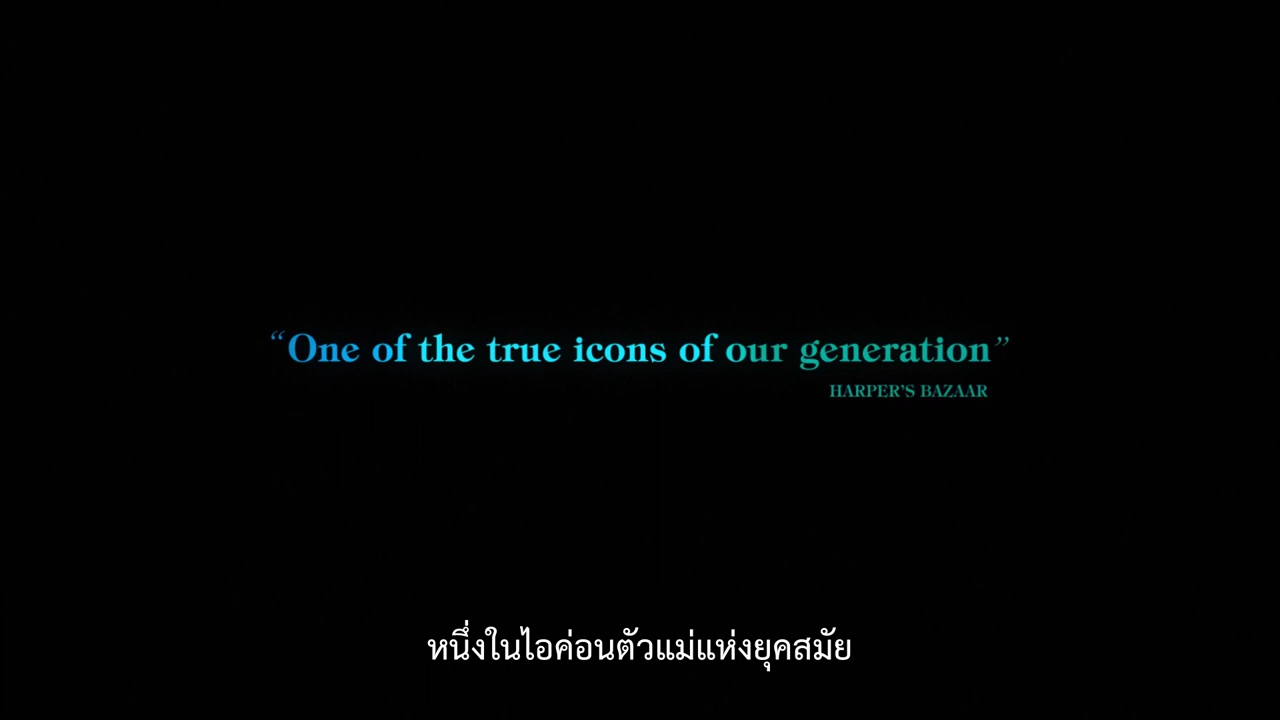 “One of the true icons of our generation”
HARPER’S BAZAAR
หนึ่งในไอค่อนตัวแม่แห่งยุคสมัย